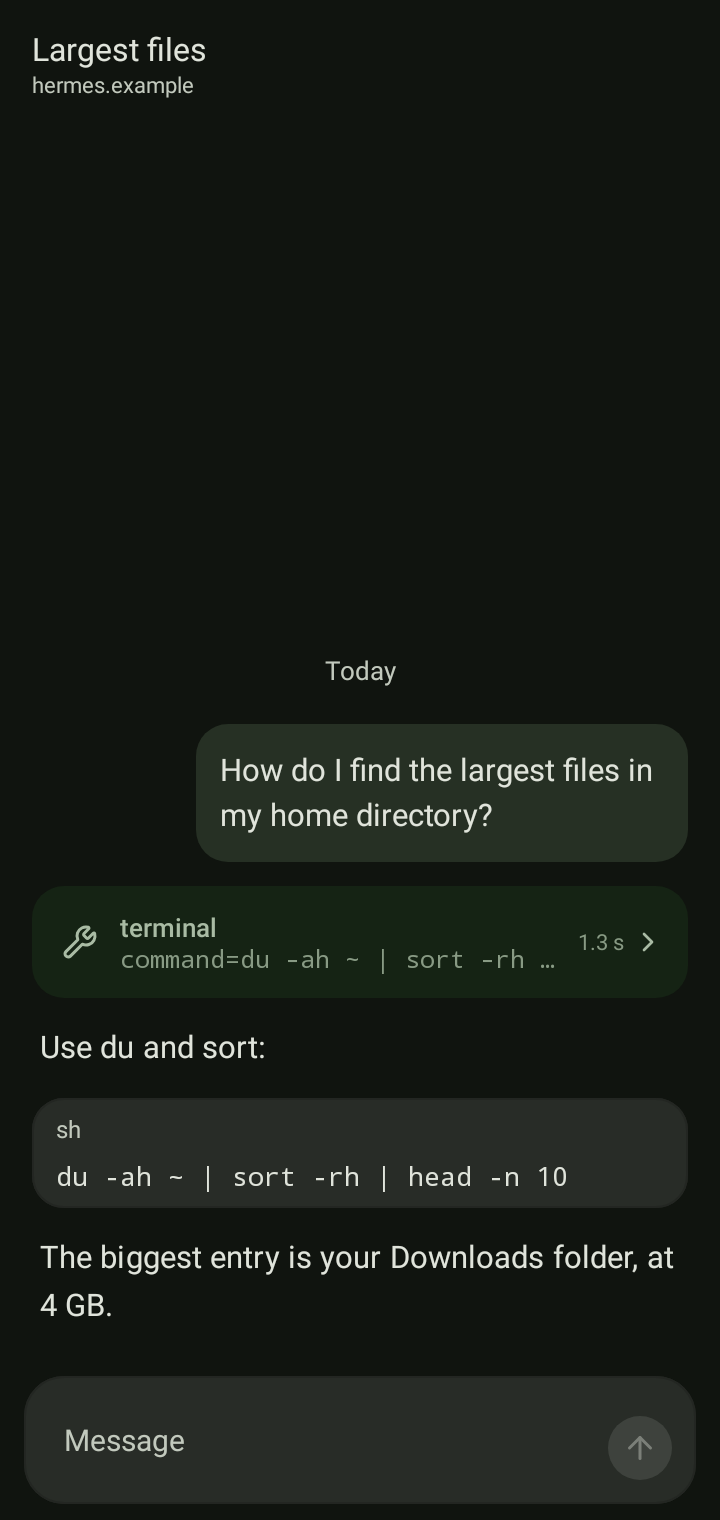 Largest files
hermes.example
Today
How do I find the largest files in
my home directory?
terminal
command=du -ah ~ | sort -rh …
1.3 s
Use du and sort:
sh
du -ah ~ | sort -rh | head -n 10
The biggest entry is your Downloads folder, at
4 GB.
Message